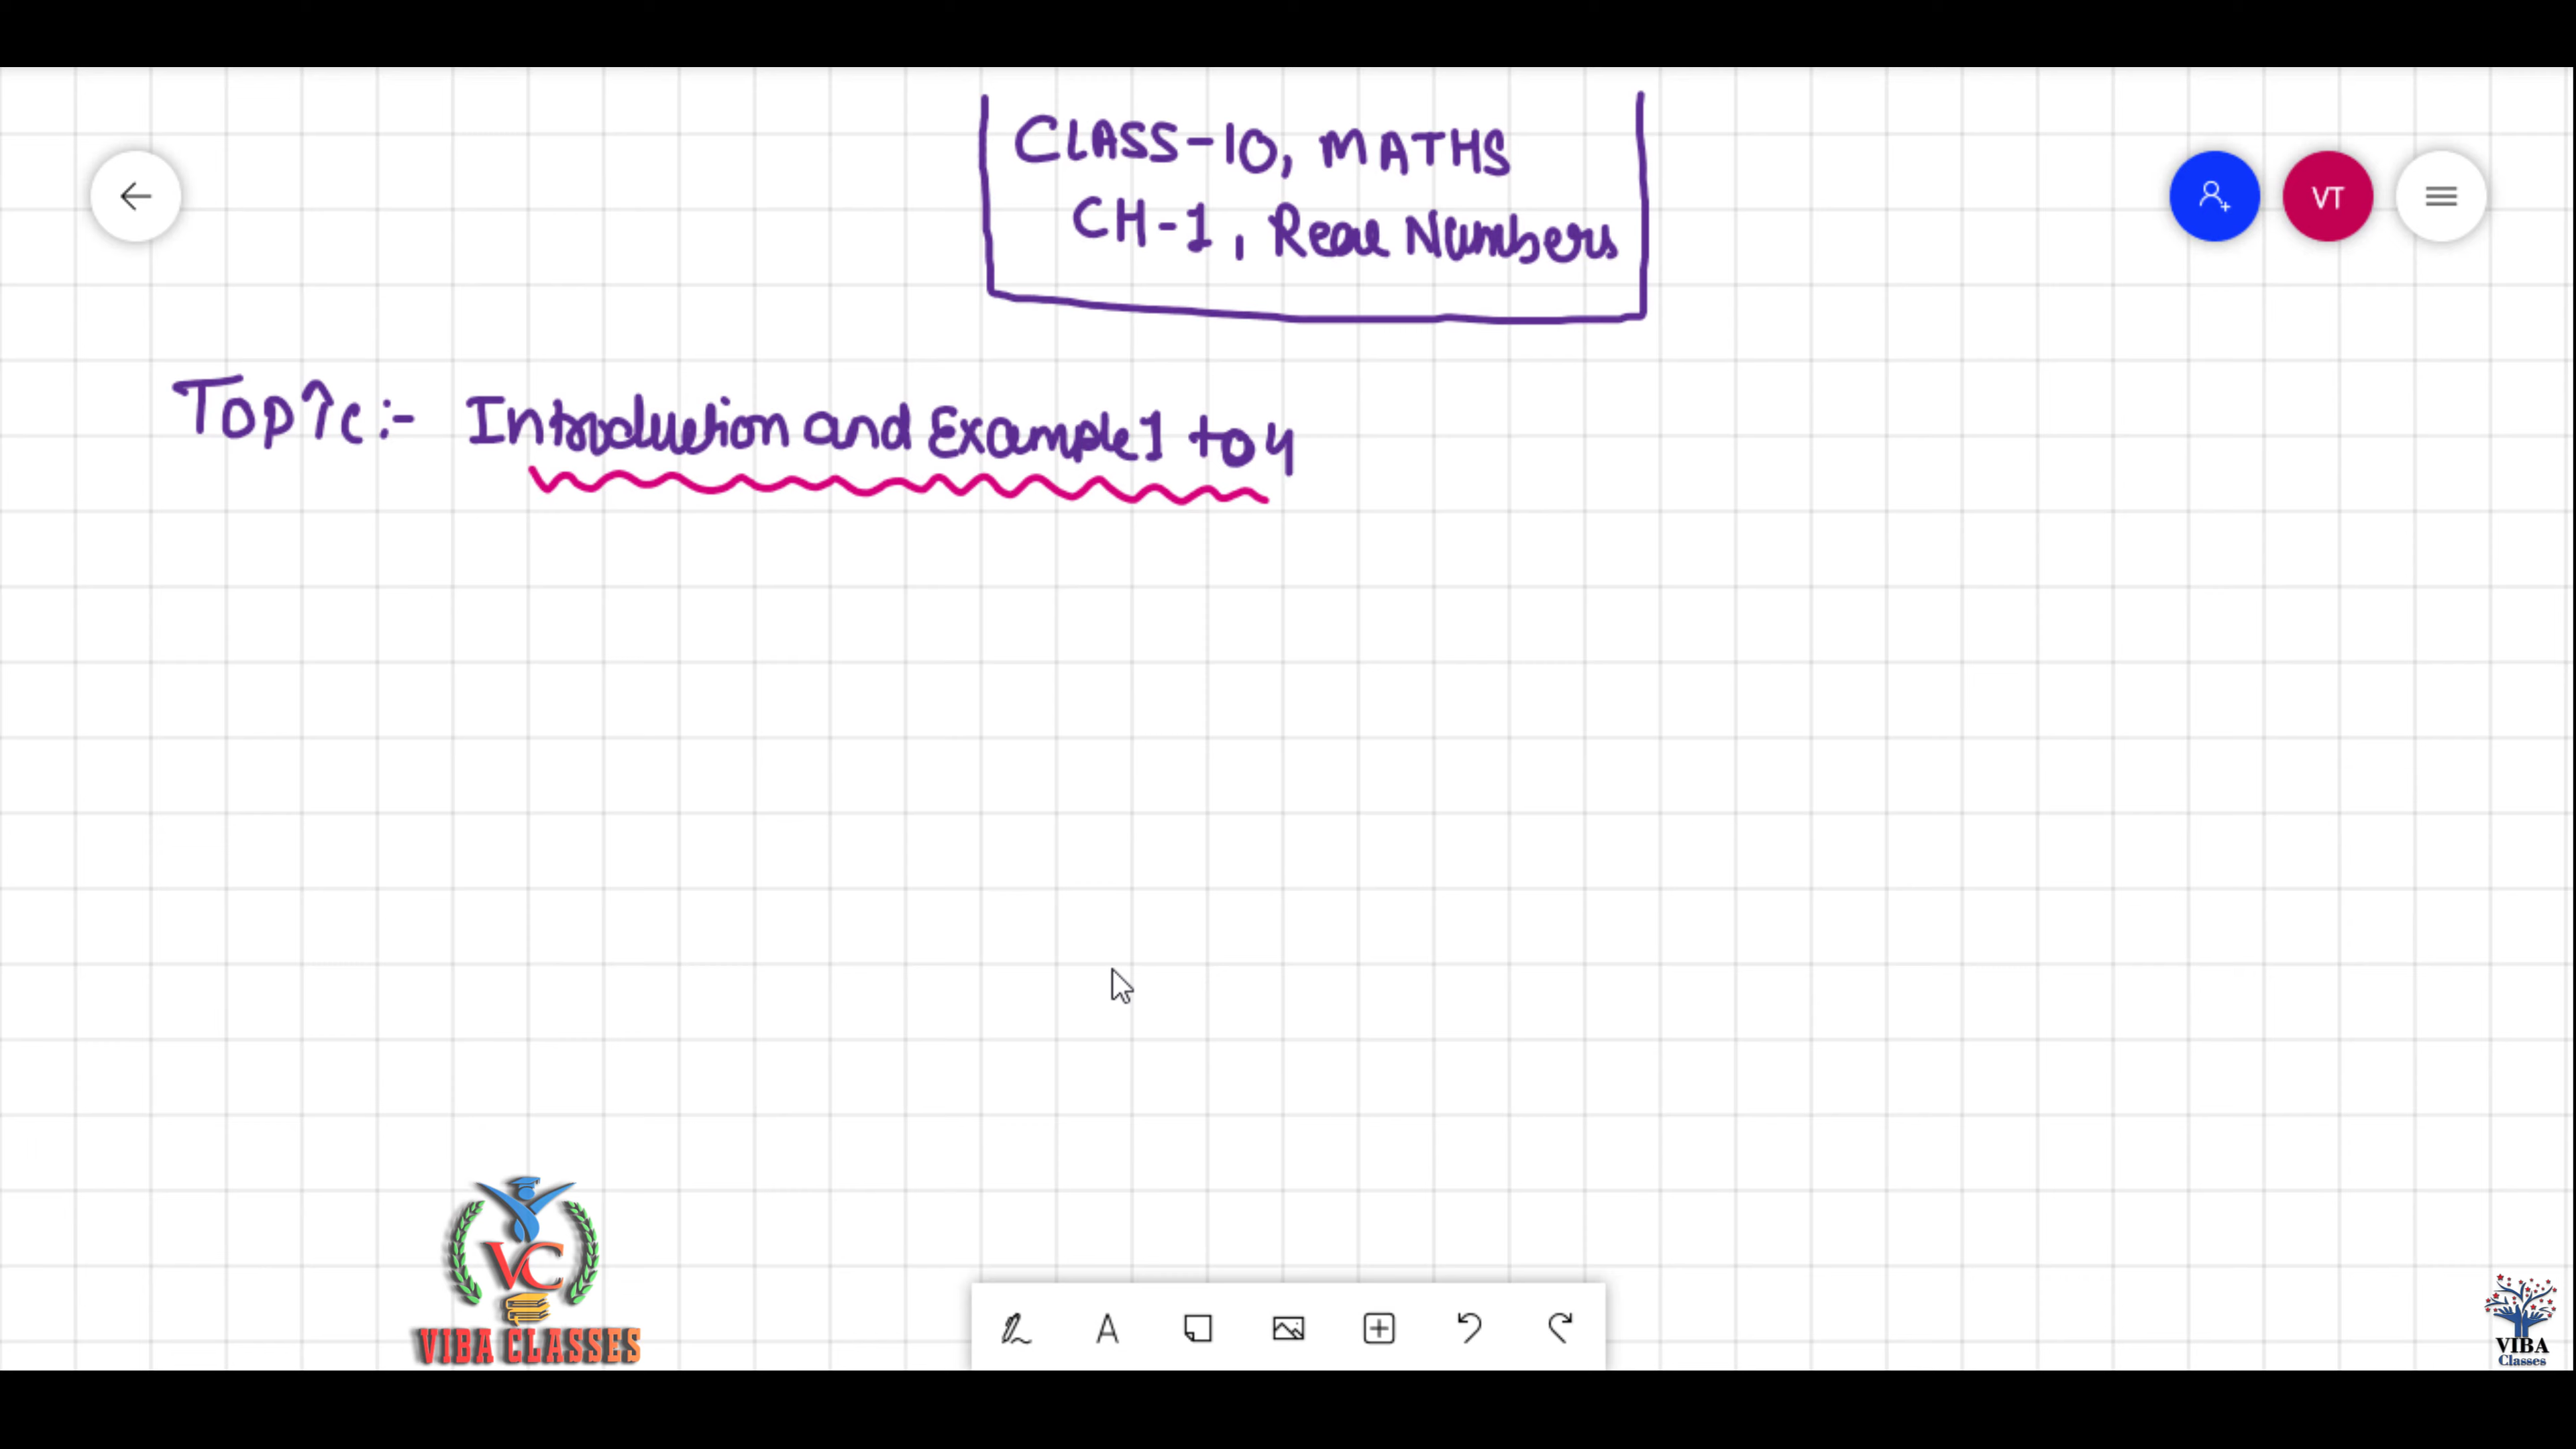 CLASS-10, MATHS
CH-1, Real Numbers
VT
Topic:- Introduction and Example 1 to 4
VC
VIBA CLASSES
A
VIBA
Classes